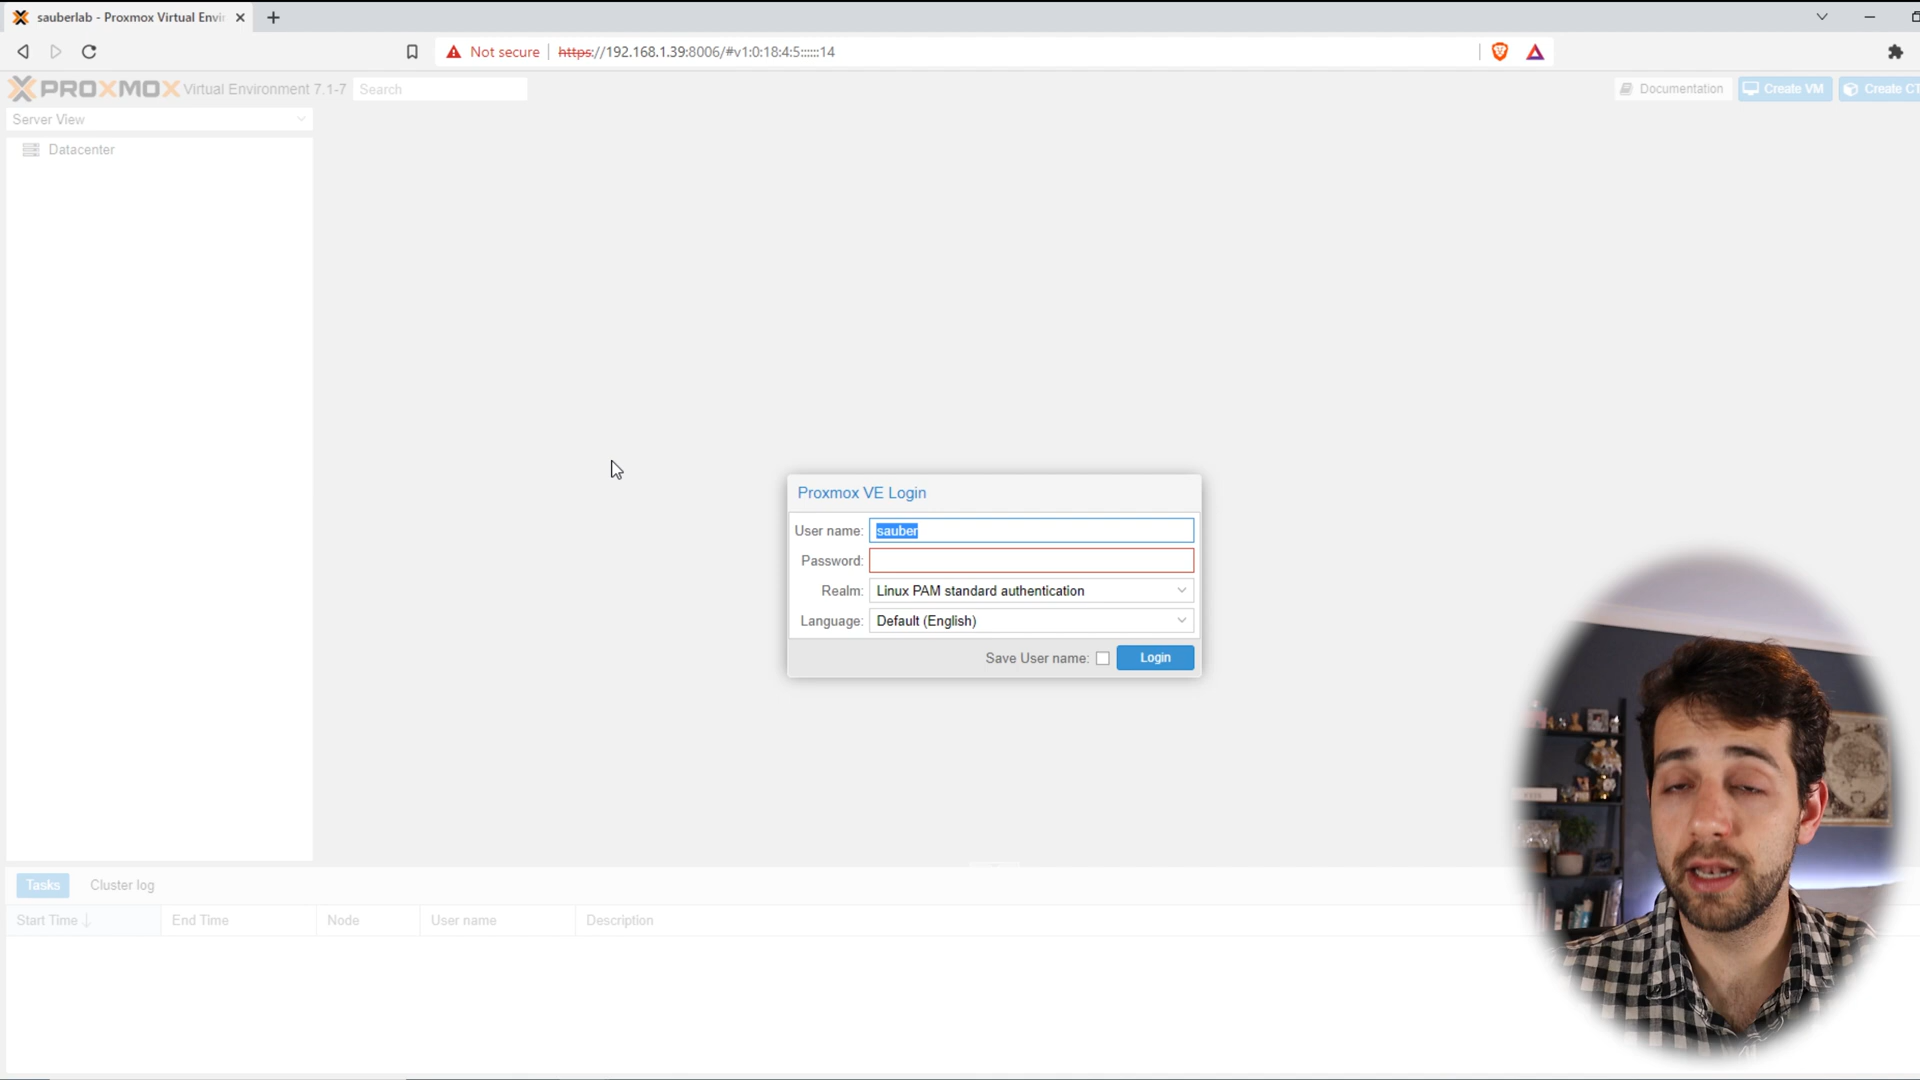 sauberlab - Proxmox Virtual Envi
Not secure https://192.168.1.39:8006/#v1:0:18:4:5::::::14
PROXMOX Virtual Environment 7.1-7 Search Documentation Create VM Create CT
Server View
Datacenter
Proxmox VE Login
User name: sauber
Password:
Realm: Linux PAM standard authentication
Language: Default (English)
Save User name: Login
Tasks Cluster log
Start Time End Time Node User name Description